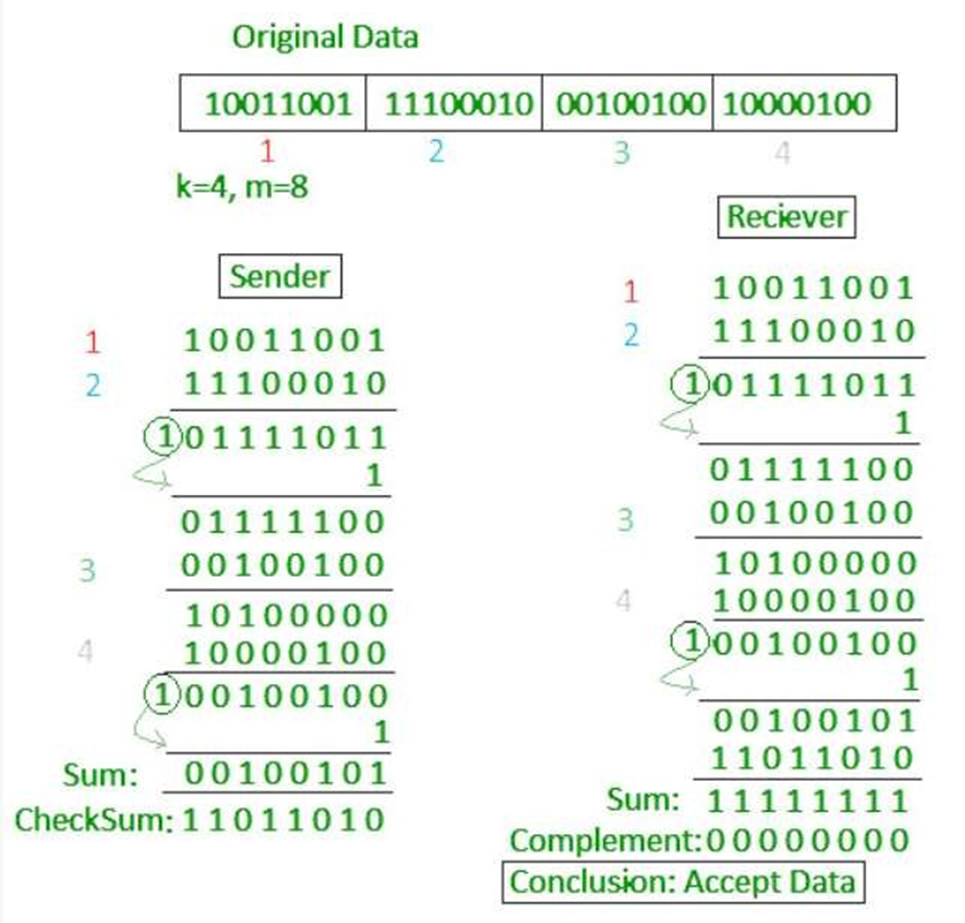 Original Data
10011001 11100010 00100100 10000100
1 2 3 4
k=4, m=8
Sender
1 10011001
2 11100010
1 01111011
1
01111100
3 00100100
10100000
4 10000100
1 00100100
1
Sum: 00100101
CheckSum: 11011010
Reciever
1 10011001
2 11100010
1 01111011
1
01111100
3 00100100
10100000
4 10000100
1 00100100
1
00100101
11011010
Sum: 11111111
Complement: 00000000
Conclusion: Accept Data